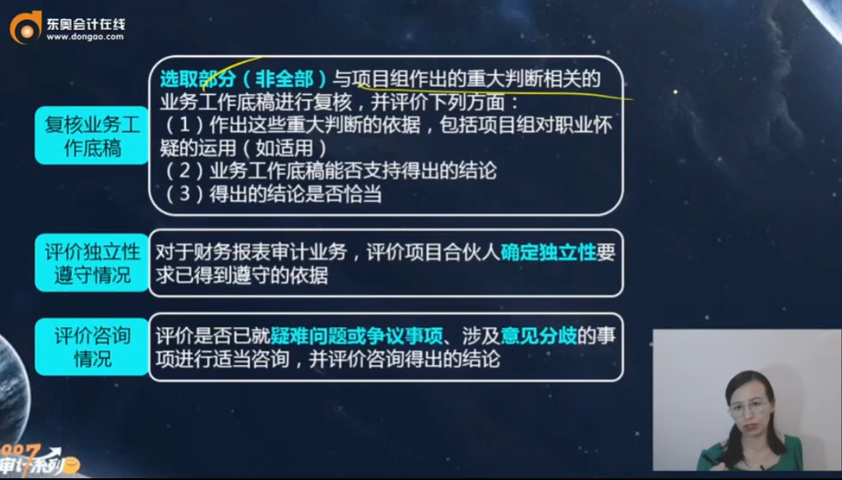 东奥会计在线
www.dongao.com
选取部分（非全部）与项目组作出的重大判断相关的
业务工作底稿进行复核，并评价下列方面：
（1）作出这些重大判断的依据，包括项目组对职业怀
疑的运用（如适用）
（2）业务工作底稿能否支持得出的结论
（3）得出的结论是否恰当
复核业务工
作底稿
评价独立性
遵守情况
对于财务报表审计业务，评价项目合伙人确定独立性要
求已得到遵守的依据
评价咨询
情况
评价是否已就疑难问题或争议事项、涉及意见分歧的事
项进行适当咨询，并评价咨询得出的结论
审计系列